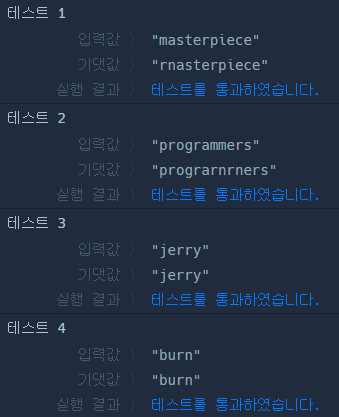 테스트 1
입력값 > "masterpiece"
기댓값 > "rnasterpiece"
실행 결과 > 테스트를 통과하였습니다.
테스트 2
입력값 > "programmers"
기댓값 > "prograrnrners"
실행 결과 > 테스트를 통과하였습니다.
테스트 3
입력값 > "jerry"
기댓값 > "jerry"
실행 결과 > 테스트를 통과하였습니다.
테스트 4
입력값 > "burn"
기댓값 > "burn"
실행 결과 > 테스트를 통과하였습니다.